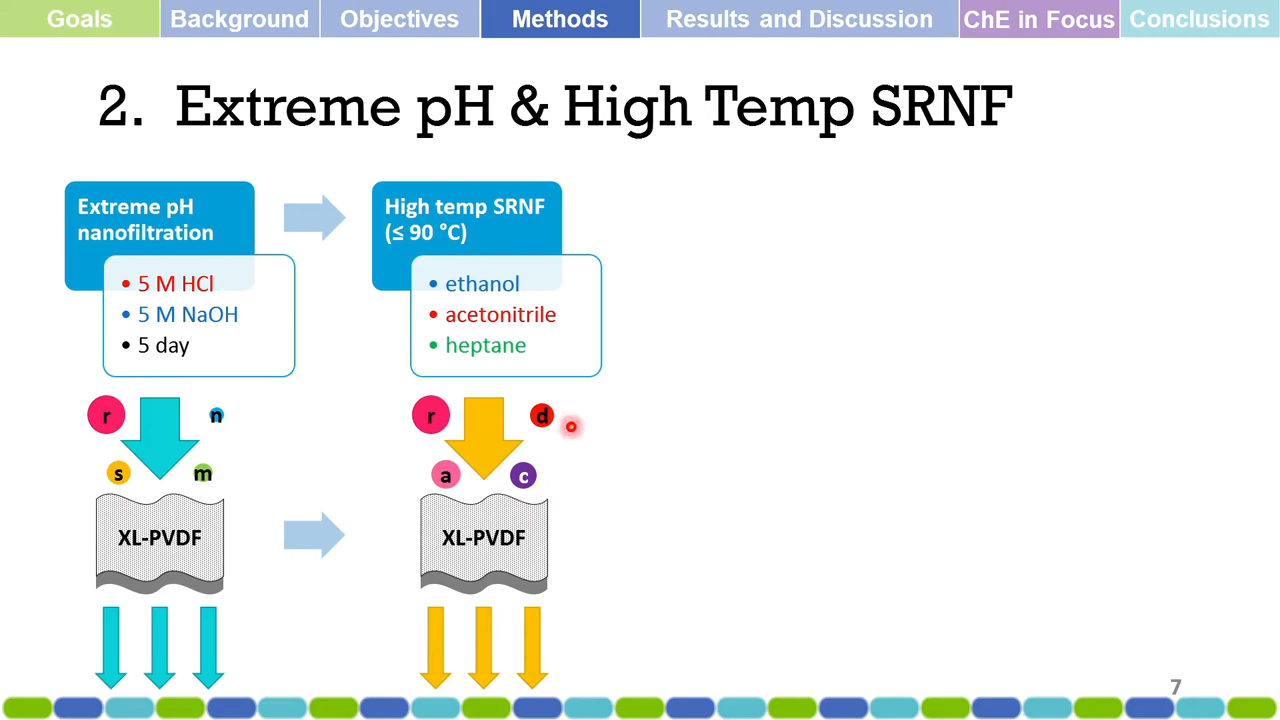 Goals Background Objectives Methods Results and Discussion ChE in Focus Conclusions
2. Extreme pH & High Temp SRNF
Extreme pH
nanofiltration
• 5 M HCl
• 5 M NaOH
• 5 day
High temp SRNF
(≤ 90 °C)
• ethanol
• acetonitrile
• heptane
r n
s m
XL-PVDF
r d
a c
XL-PVDF
7